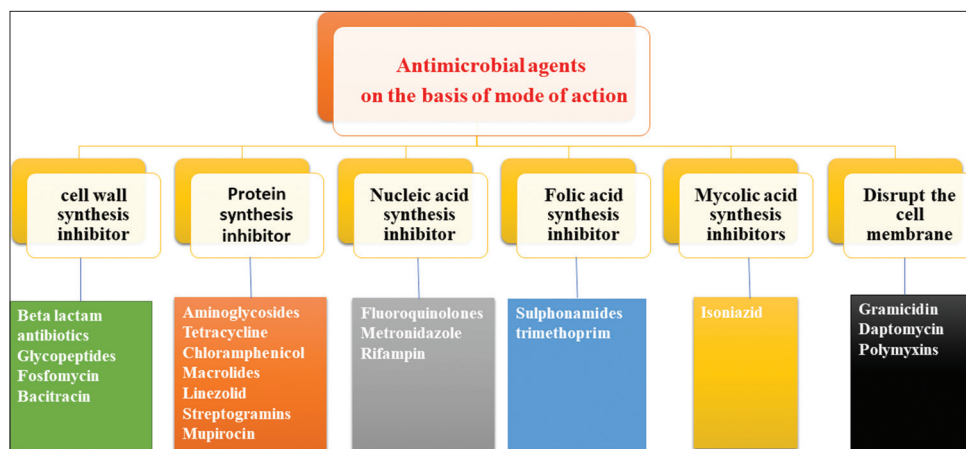 Antimicrobial agents
on the basis of mode of action
cell wall
synthesis
inhibitor
Protein
synthesis
inhibitor
Nucleic acid
synthesis
inhibitor
Folic acid
synthesis
inhibitor
Mycolic acid
synthesis
inhibitors
Disrupt the
cell
membrane
Beta lactam
antibiotics
Glycopeptides
Fosfomycin
Bacitracin
Aminoglycosides
Tetracycline
Chloramphenicol
Macrolides
Linezolid
Streptogramins
Mupirocin
Fluoroquinolones
Metronidazole
Rifampin
Sulphonamides
trimethoprim
Isoniazid
Gramicidin
Daptomycin
Polymyxins